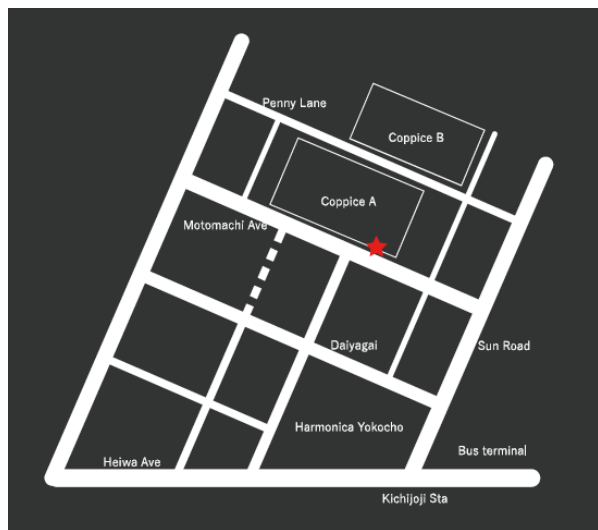 Penny Lane
Coppice B
Coppice A
Motomachi Ave
Daiyagai
Sun Road
Harmonica Yokocho
Bus terminal
Heiwa Ave
Kichijoji Sta